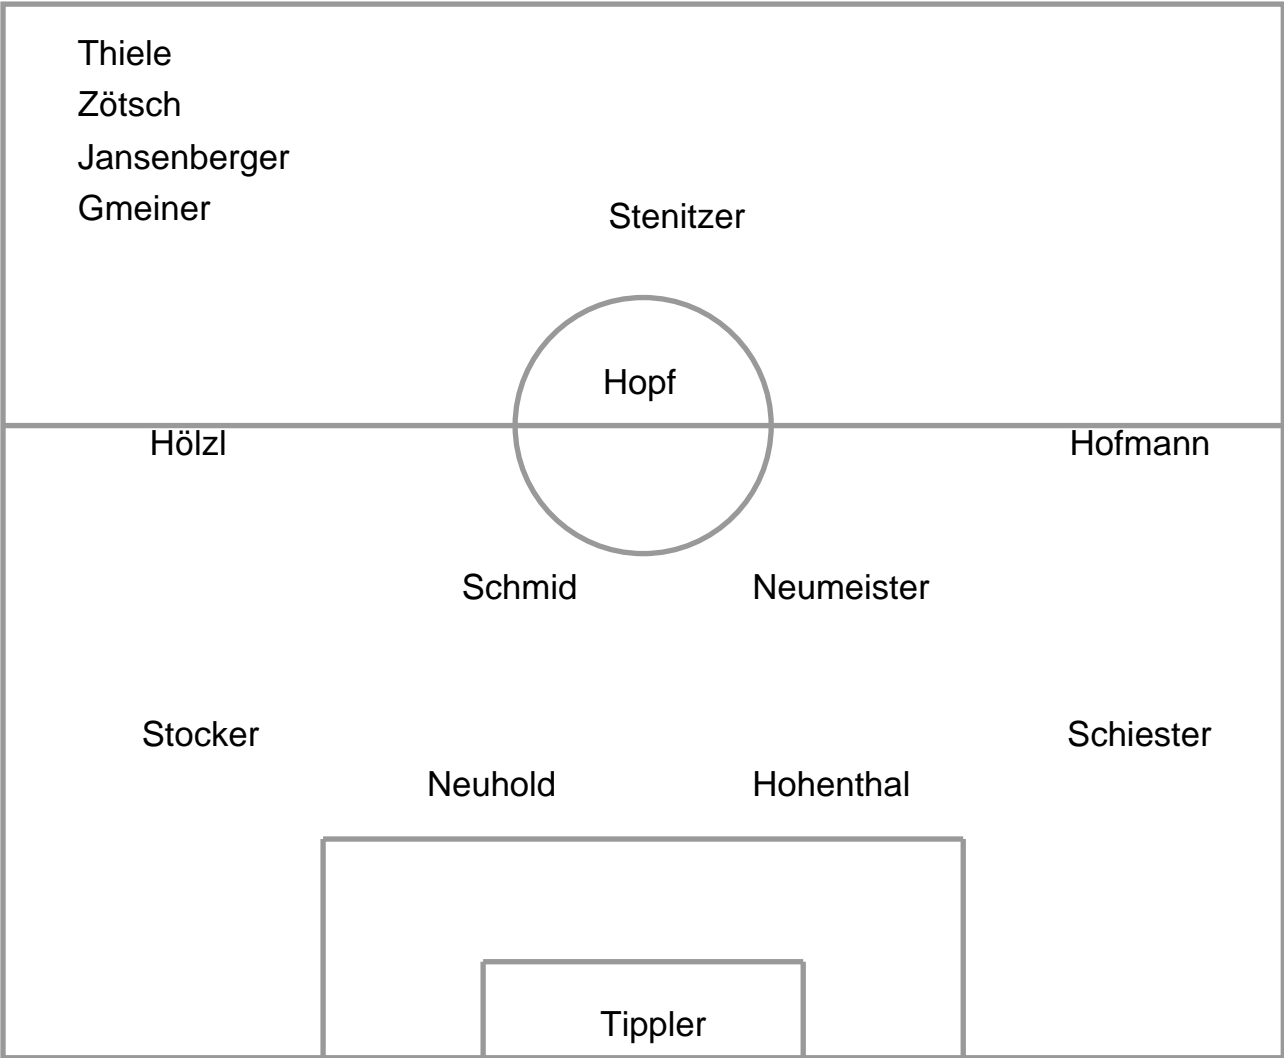 Thiele
Zötsch
Jansenberger
Gmeiner
Stenitzer
Hopf
Hölzl Hofmann
Schmid Neumeister
Stocker Schiester
Neuhold Hohenthal
Tippler